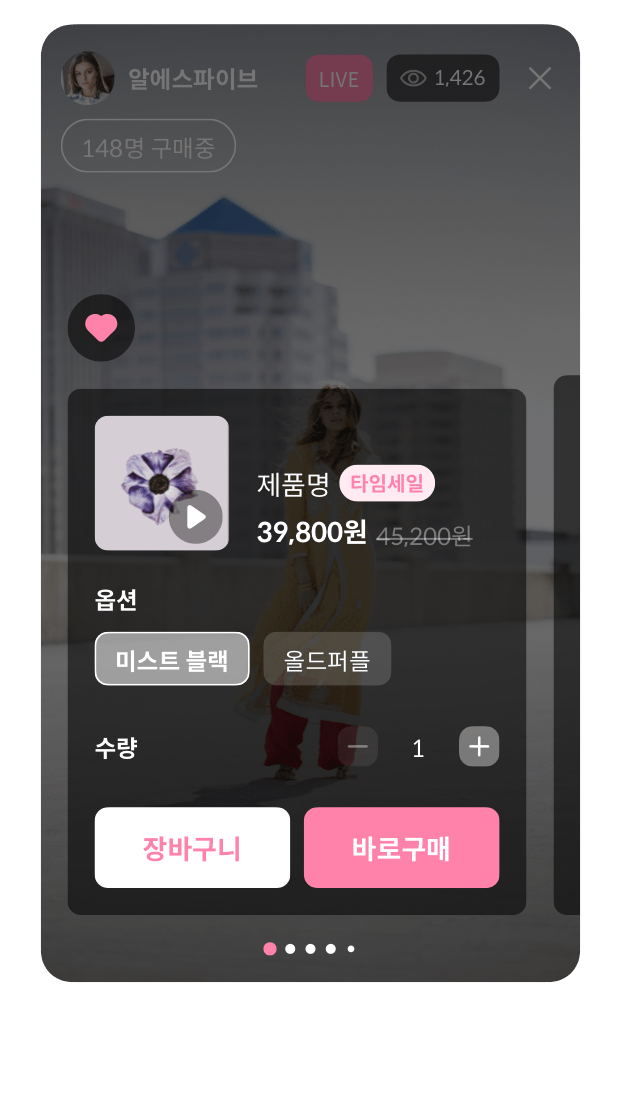 알에스파이브 LIVE 1,426
148명 구매중
제품명 타임세일
39,800원 45,200원
옵션
미스트 블랙 올드퍼플
수량 1
장바구니 바로구매